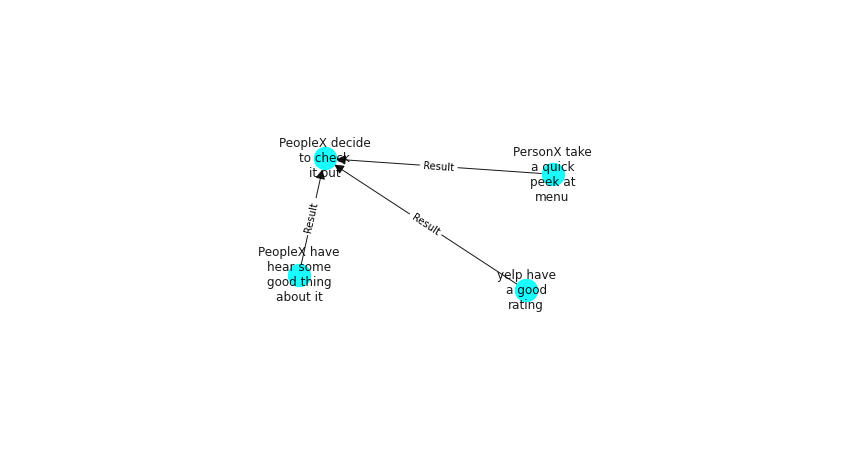 PeopleX decide
to check
it out
PersonX take
a quick
peek at
menu
Result
Result
Result
PeopleX have
hear some
good thing
about it
yelp have
a good
rating